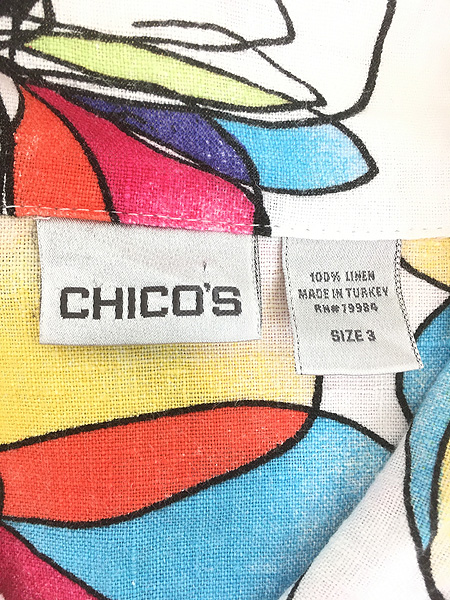 CHICO'S
100% LINEN
MADE IN TURKEY
RN#79984
SIZE 3